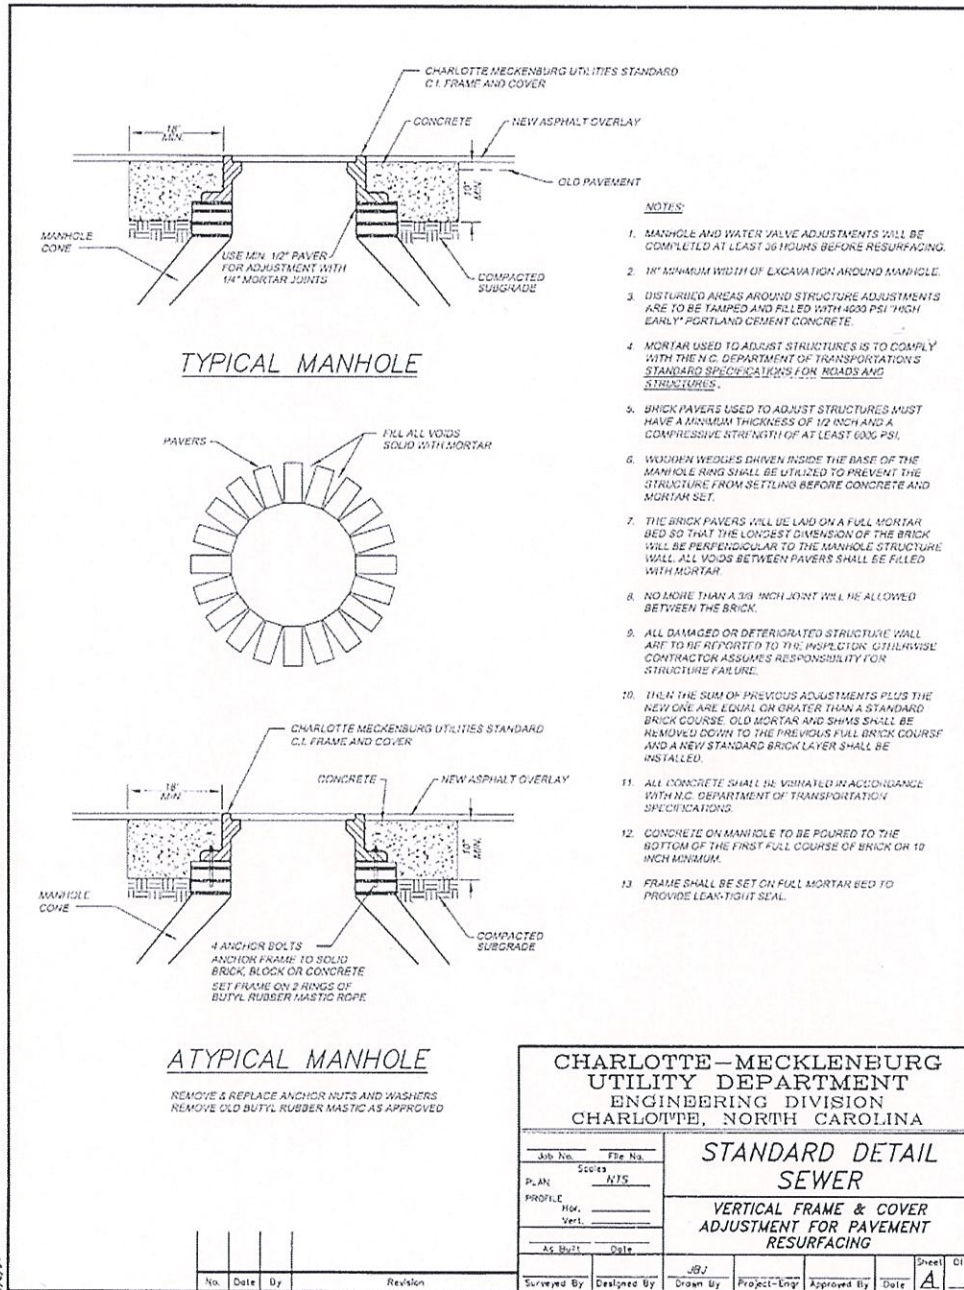 CHARLOTTE MECKENBURG UTILITIES STANDARD
C.I. FRAME AND COVER
CONCRETE
NEW ASPHALT OVERLAY
18"
MIN.
10"
MIN.
OLD PAVEMENT
MANHOLE
CONE
USE MIN. 1/2" PAVER
FOR ADJUSTMENT WITH
1/4" MORTAR JOINTS
COMPACTED
SUBGRADE
TYPICAL MANHOLE
PAVERS
FILL ALL VOIDS
SOLID WITH MORTAR
CHARLOTTE MECKENBURG UTILITIES STANDARD
C.I. FRAME AND COVER
CONCRETE
NEW ASPHALT OVERLAY
18"
MIN
10"
MIN.
MANHOLE
CONE
COMPACTED
SUBGRADE
4 ANCHOR BOLTS
ANCHOR FRAME TO SOLID
BRICK, BLOCK OR CONCRETE
SET FRAME ON 2 RINGS OF
BUTYL RUBBER MASTIC ROPE
ATYPICAL MANHOLE
REMOVE & REPLACE ANCHOR NUTS AND WASHERS
REMOVE OLD BUTYL RUBBER MASTIC AS APPROVED
NOTES:
1. MANHOLE AND WATER VALVE ADJUSTMENTS WILL BE
COMPLETED AT LEAST 36 HOURS BEFORE RESURFACING.
2. 18" MINIMUM WIDTH OF EXCAVATION AROUND MANHOLE.
3. DISTURBED AREAS AROUND STRUCTURE ADJUSTMENTS
ARE TO BE TAMPED AND FILLED WITH 4000 PSI "HIGH
EARLY" PORTLAND CEMENT CONCRETE.
4. MORTAR USED TO ADJUST STRUCTURES IS TO COMPLY
WITH THE N.C. DEPARTMENT OF TRANSPORTATION'S
STANDARD SPECIFICATIONS FOR ROADS AND
STRUCTURES.
5. BRICK PAVERS USED TO ADJUST STRUCTURES MUST
HAVE A MINIMUM THICKNESS OF 1/2 INCH AND A
COMPRESSIVE STRENGTH OF AT LEAST 6000 PSI.
6. WOODEN WEDGES DRIVEN INSIDE THE BASE OF THE
MANHOLE RING SHALL BE UTILIZED TO PREVENT THE
STRUCTURE FROM SETTLING BEFORE CONCRETE AND
MORTAR SET.
7. THE BRICK PAVERS WILL BE LAID ON A FULL MORTAR
BED SO THAT THE LONGEST DIMENSION OF THE BRICK
WILL BE PERPENDICULAR TO THE MANHOLE STRUCTURE
WALL. ALL VOIDS BETWEEN PAVERS SHALL BE FILLED
WITH MORTAR.
8. NO MORE THAN A 3/8 INCH JOINT WILL BE ALLOWED
BETWEEN THE BRICK.
9. ALL DAMAGED OR DETERIORATED STRUCTURE WALL
ARE TO BE REPORTED TO THE INSPECTOR. OTHERWISE
CONTRACTOR ASSUMES RESPONSIBILITY FOR
STRUCTURE FAILURE.
10. THEN THE SUM OF PREVIOUS ADJUSTMENTS PLUS THE
NEW ONE ARE EQUAL OR GRATER THAN A STANDARD
BRICK COURSE, OLD MORTAR AND SHIMS SHALL BE
REMOVED DOWN TO THE PREVIOUS FULL BRICK COURSE
AND A NEW STANDARD BRICK LAYER SHALL BE
INSTALLED.
11. ALL CONCRETE SHALL BE VIBRATED IN ACCORDANCE
WITH N.C. DEPARTMENT OF TRANSPORTATION
SPECIFICATIONS.
12. CONCRETE ON MANHOLE TO BE POURED TO THE
BOTTOM OF THE FIRST FULL COURSE OF BRICK OR 10
INCH MINIMUM.
13. FRAME SHALL BE SET ON FULL MORTAR BED TO
PROVIDE LEAK-TIGHT SEAL.
CHARLOTTE-MECKLENBURG
UTILITY DEPARTMENT
ENGINEERING DIVISION
CHARLOTTE, NORTH CAROLINA
Job No. File No.
Scales
PLAN NTS
PROFILE
Hor.
Vert.
As Built Date
STANDARD DETAIL
SEWER
VERTICAL FRAME & COVER
ADJUSTMENT FOR PAVEMENT
RESURFACING
No. Date By Revision
Surveyed By Designed By JBJ Drawn By Project-Engr Approved By Date Sheet A